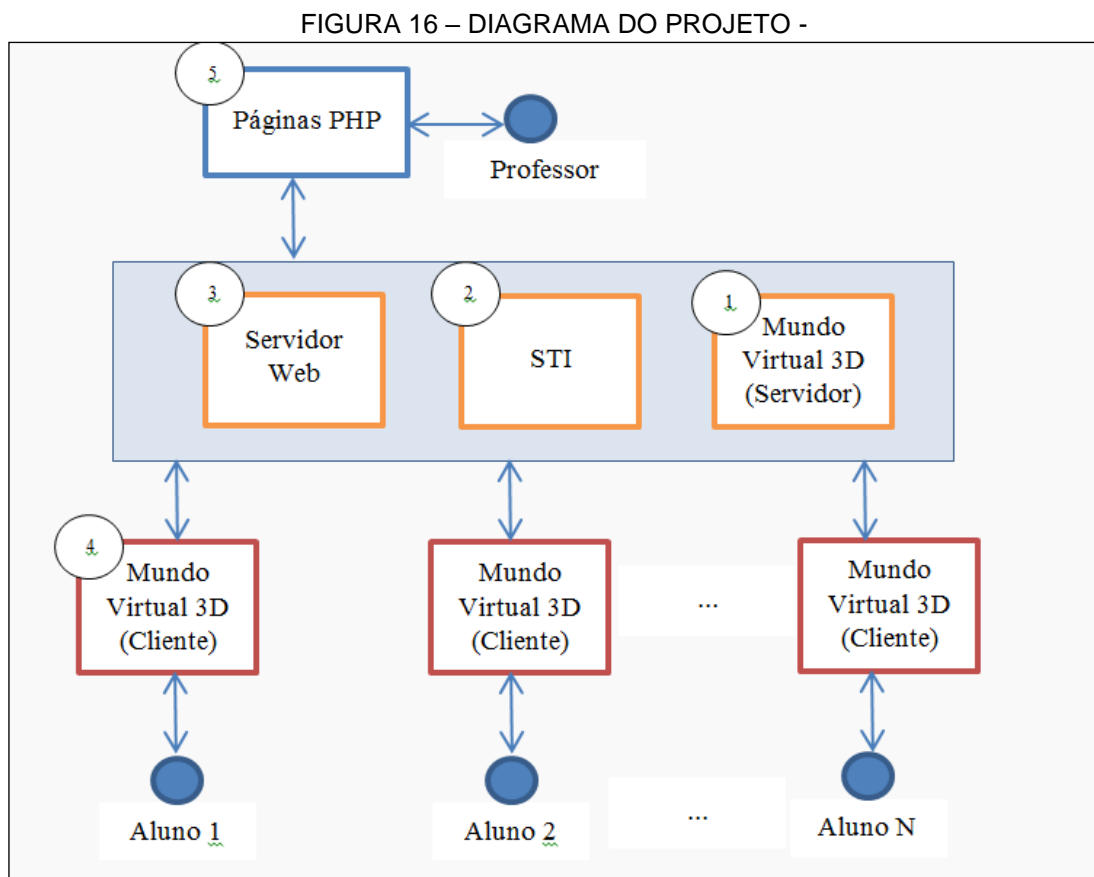 FIGURA 16 – DIAGRAMA DO PROJETO -
5
Páginas PHP
Professor
3
Servidor
Web
2
STI
1
Mundo
Virtual 3D
(Servidor)
4
Mundo
Virtual 3D
(Cliente)
Mundo
Virtual 3D
(Cliente)
...
Mundo
Virtual 3D
(Cliente)
Aluno 1
Aluno 2
...
Aluno N